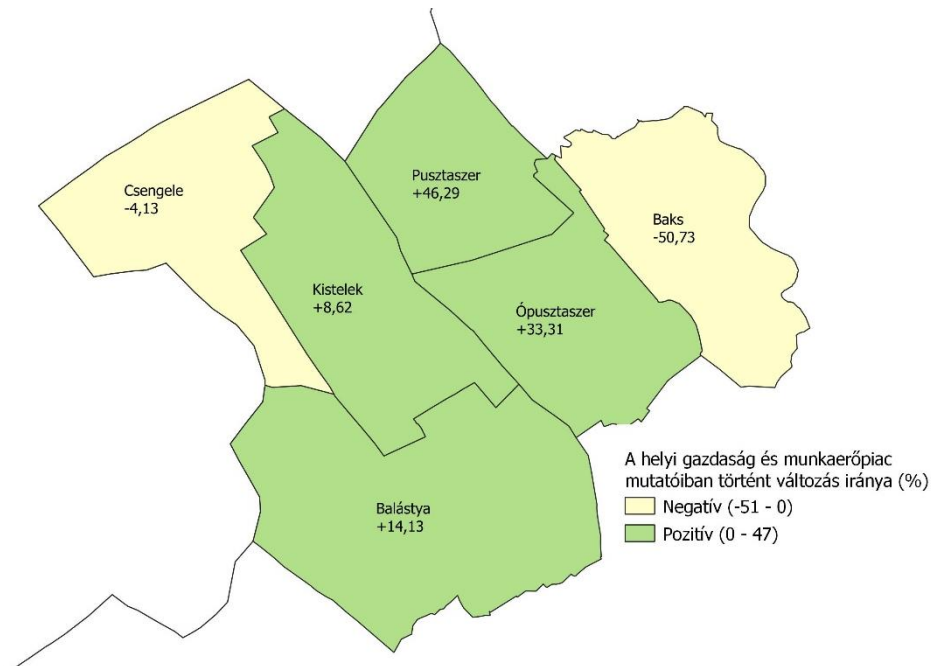 Pusztaszer
+46,29
Csengele
-4,13
Baks
-50,73
Kistelek
+8,62
Ópusztaszer
+33,31
Balástya
+14,13
A helyi gazdaság és munkaerőpiac
mutatóiban történt változás iránya (%)
Negatív (-51 - 0)
Pozitív (0 - 47)